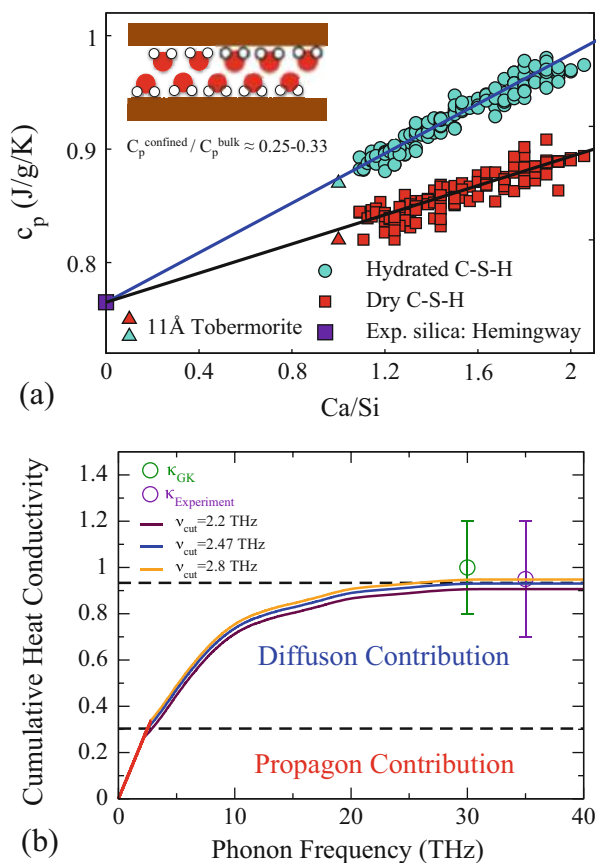 1
0.9
0.8
c_p (J/g/K)
C_p^confined / C_p^bulk ≈ 0.25-0.33
Hydrated C-S-H
Dry C-S-H
Exp. silica: Hemingway
11Å Tobermorite
0 0.4 0.8 1.2 1.6 2
Ca/Si
(a)
1.4
1.2
1
0.8
0.6
0.4
0.2
0
Cumulative Heat Conductivity
κ_GK
κ_Experiment
ν_cut=2.2 THz
ν_cut=2.47 THz
ν_cut=2.8 THz
Diffuson Contribution
Propagon Contribution
0 10 20 30 40
Phonon Frequency (THz)
(b)